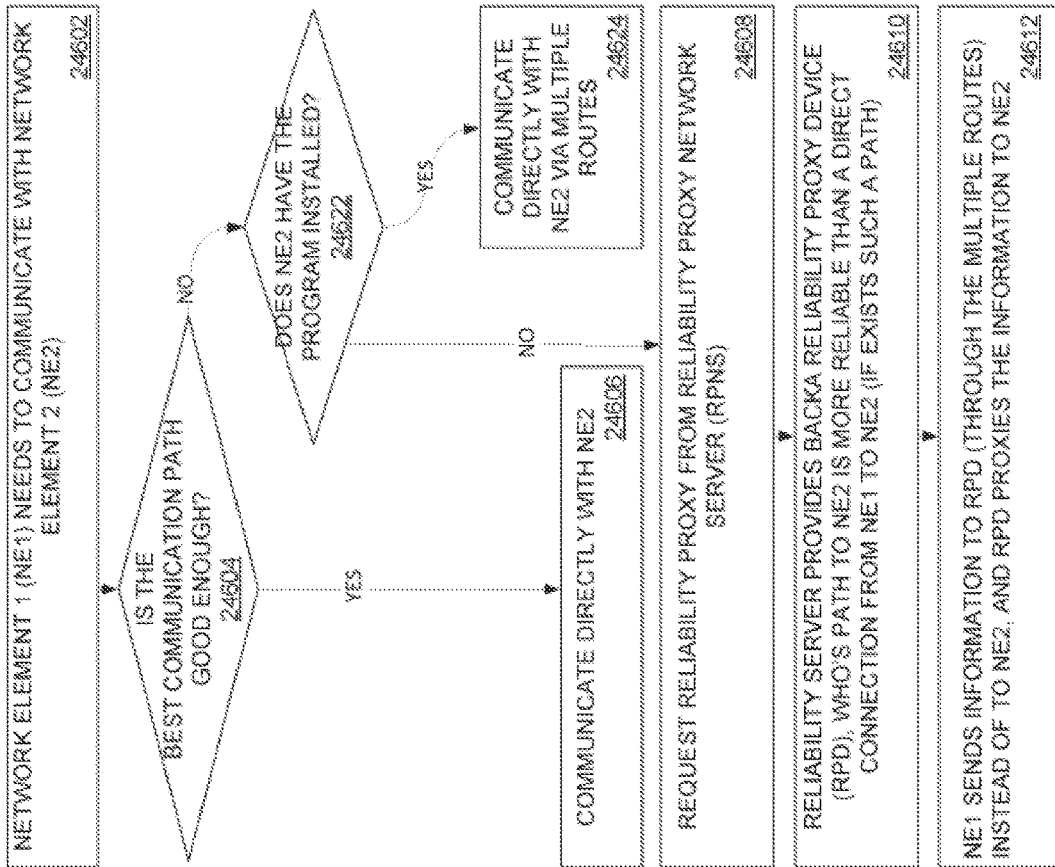 NETWORK ELEMENT 1 (NE1) NEEDS TO COMMUNICATE WITH NETWORK
ELEMENT 2 (NE2)
24602
IS THE
BEST COMMUNICATION PATH
GOOD ENOUGH?
24604
NO
DOES NE2 HAVE THE
PROGRAM INSTALLED?
24622
YES
COMMUNICATE
DIRECTLY WITH
NE2 VIA MULTIPLE
ROUTES
24624
YES
NO
COMMUNICATE DIRECTLY WITH NE2
24606
REQUEST RELIABILITY PROXY FROM RELIABILITY PROXY NETWORK
SERVER (RPNS)
24608
RELIABILITY SERVER PROVIDES BACKA RELIABILITY PROXY DEVICE
(RPD), WHO'S PATH TO NE2 IS MORE RELIABLE THAN A DIRECT
CONNECTION FROM NE1 TO NE2 (IF EXISTS SUCH A PATH)
24610
NE1 SENDS INFORMATION TO RPD (THROUGH THE MULTIPLE ROUTES)
INSTEAD OF TO NE2, AND RPD PROXIES THE INFORMATION TO NE2
24612